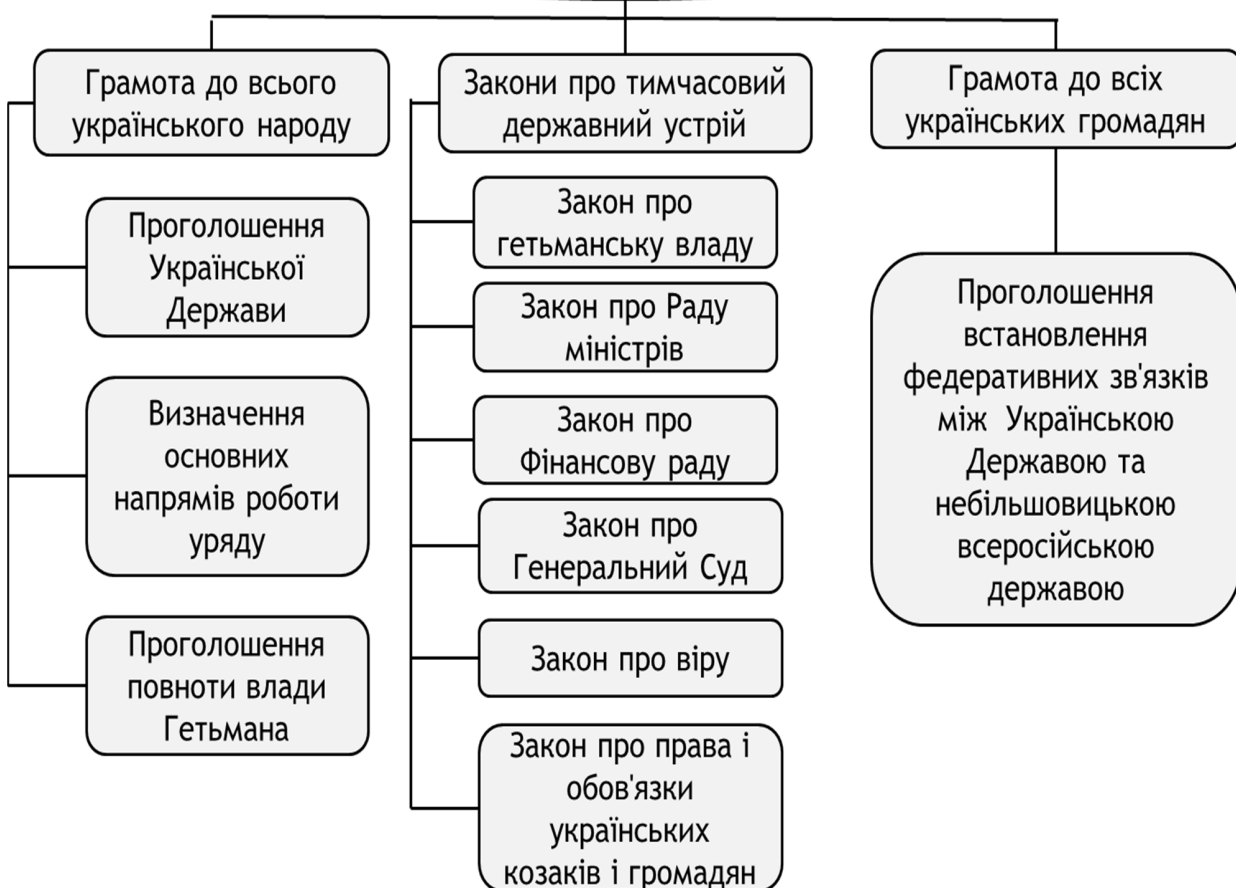 Грамота до всього
українського народу
Проголошення
Української
Держави
Визначення
основних
напрямів роботи
уряду
Проголошення
повноти влади
Гетьмана
Закони про тимчасовий
державний устрій
Закон про
гетьманську владу
Закон про Раду
міністрів
Закон про
Фінансову раду
Закон про
Генеральний Суд
Закон про віру
Закон про права і
обов'язки
українських
козаків і громадян
Грамота до всіх
українських громадян
Проголошення
встановлення
федеративних зв'язків
між Українською
Державою та
небільшовицькою
всеросійською
державою